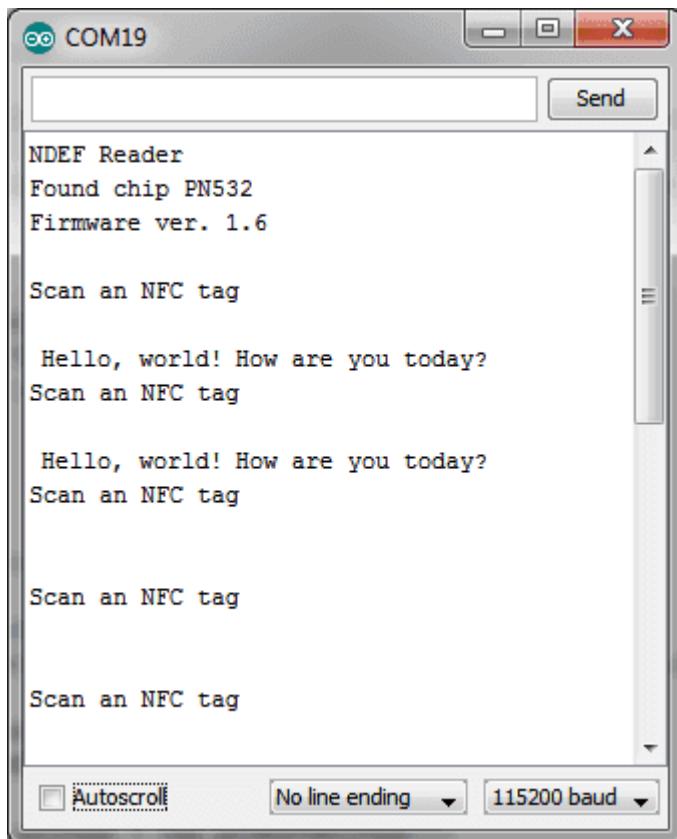 COM19
Send
NDEF Reader
Found chip PN532
Firmware ver. 1.6
Scan an NFC tag
Hello, world! How are you today?
Scan an NFC tag
Hello, world! How are you today?
Scan an NFC tag
Scan an NFC tag
Scan an NFC tag
Autoscroll
No line ending
115200 baud